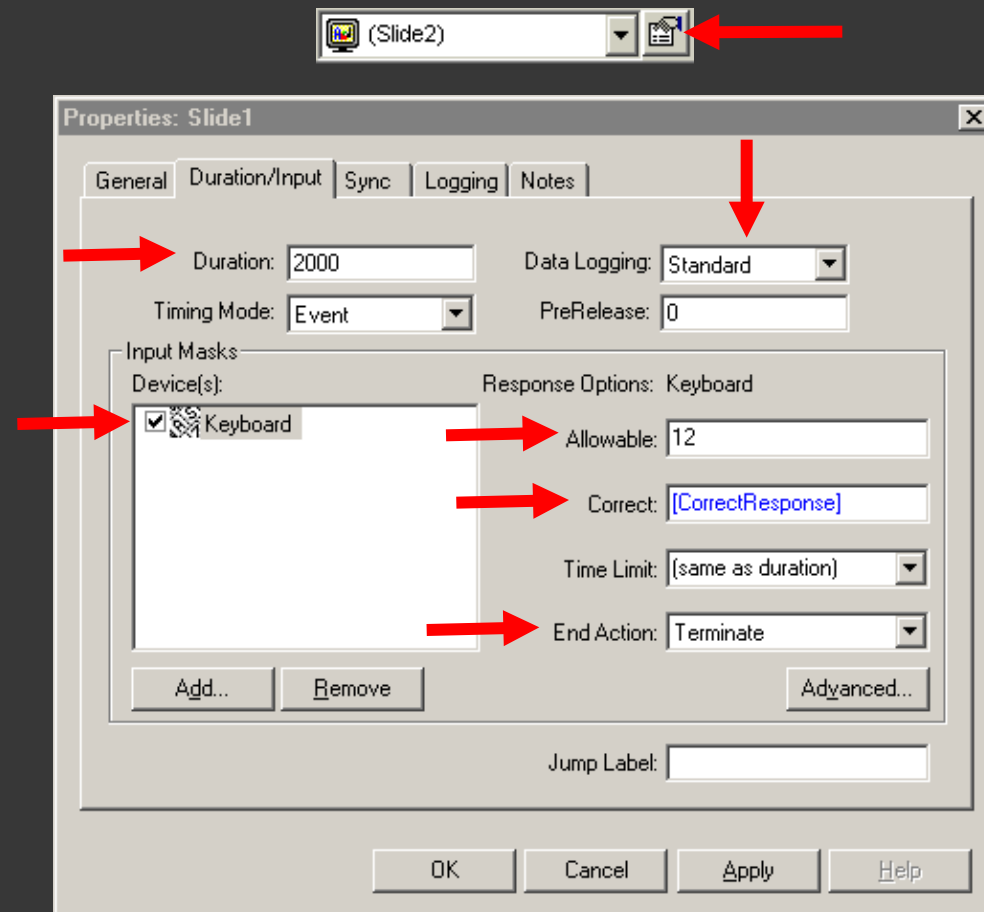 (Slide2)
Properties: Slide1
General Duration/Input Sync Logging Notes
Duration: 2000 Data Logging: Standard
Timing Mode: Event PreRelease: 0
Input Masks
Device(s): Response Options: Keyboard
Keyboard
Allowable: 12
Correct: [CorrectResponse]
Time Limit: (same as duration)
End Action: Terminate
Add... Remove Advanced...
Jump Label:
OK Cancel Apply Help